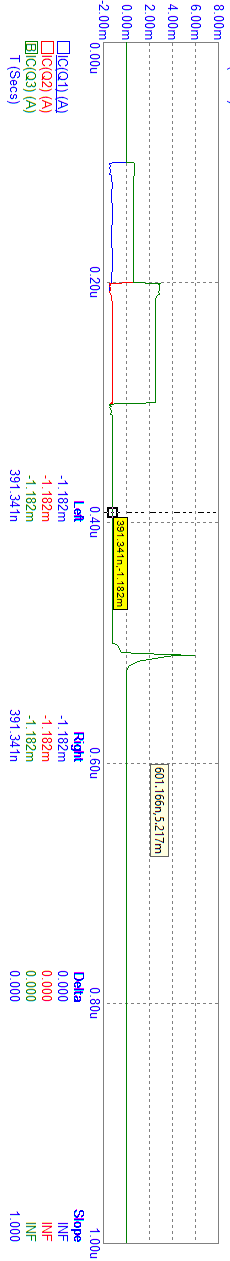 8.00m
6.00m
4.00m
2.00m
0.00m
-2.00m
601.166n,5.217m
391.341n,-1.182m
0.00u 0.20u 0.40u 0.60u 0.80u 1.00u
Left Right Delta Slope
IC(Q1) (A) -1.182m -1.182m 0.000 INF
IC(Q2) (A) -1.182m -1.182m 0.000 INF
B IC(Q3) (A) -1.182m -1.182m 0.000 INF
T (Secs) 391.341n 391.341n 0.000 1.000